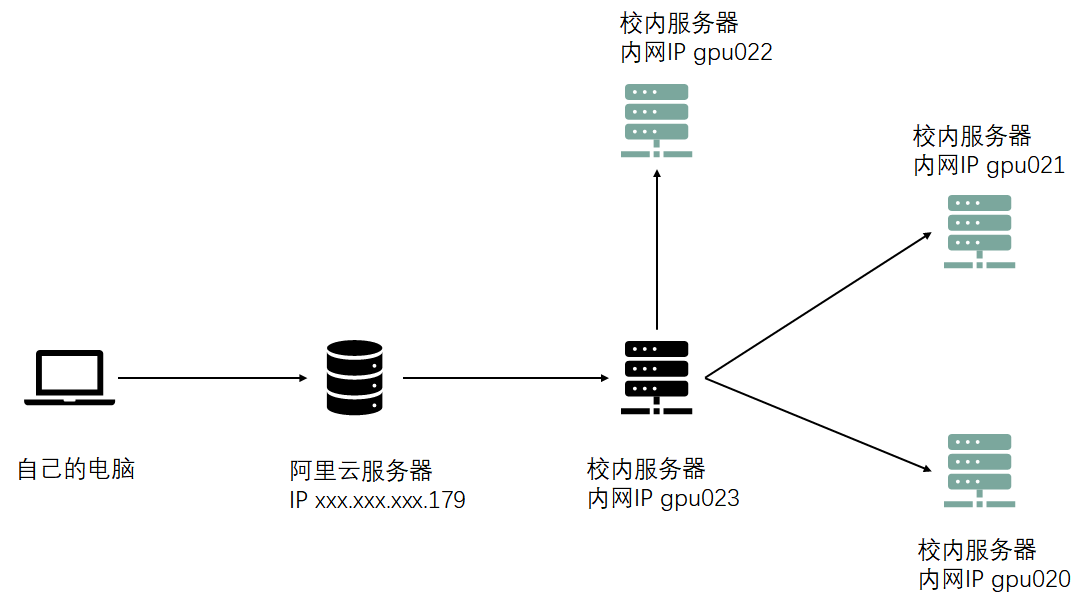 校内服务器
内网IP gpu022
校内服务器
内网IP gpu021
自己的电脑
阿里云服务器
IP xxx.xxx.xxx.179
校内服务器
内网IP gpu023
校内服务器
内网IP gpu020